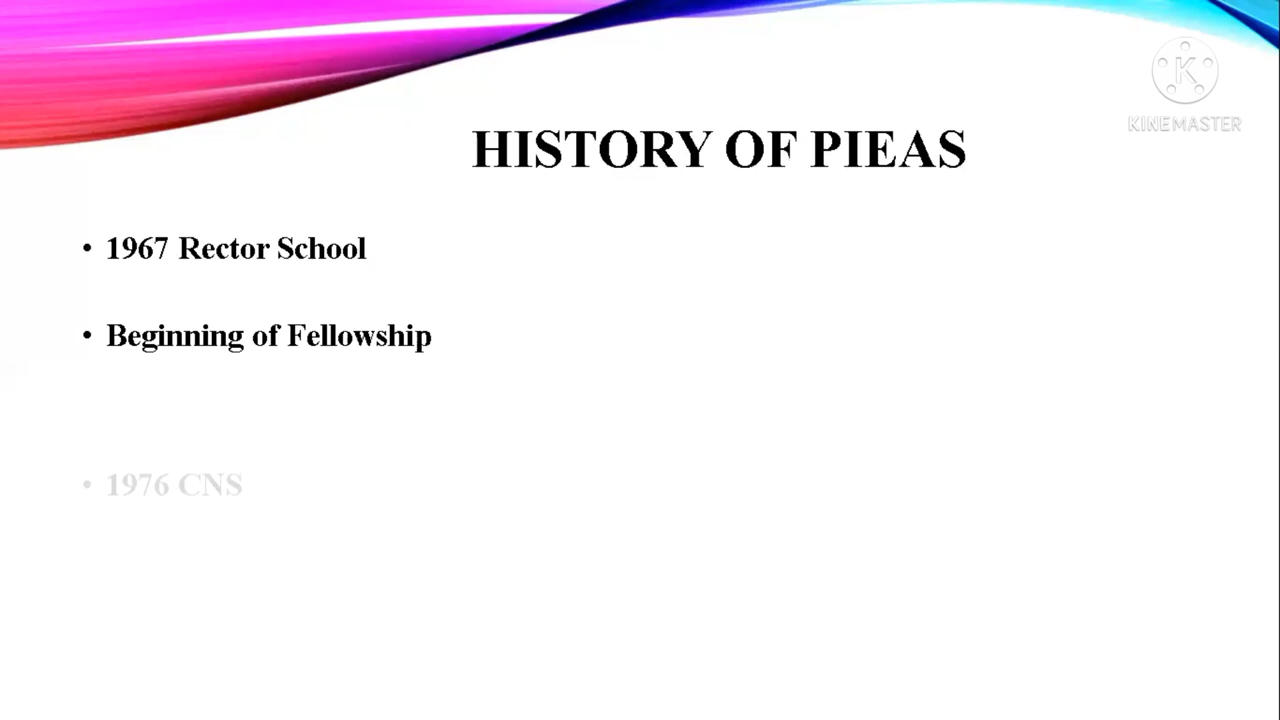 K
KINEMASTER
HISTORY OF PIEAS
• 1967 Rector School
• Beginning of Fellowship
• 1976 CNS